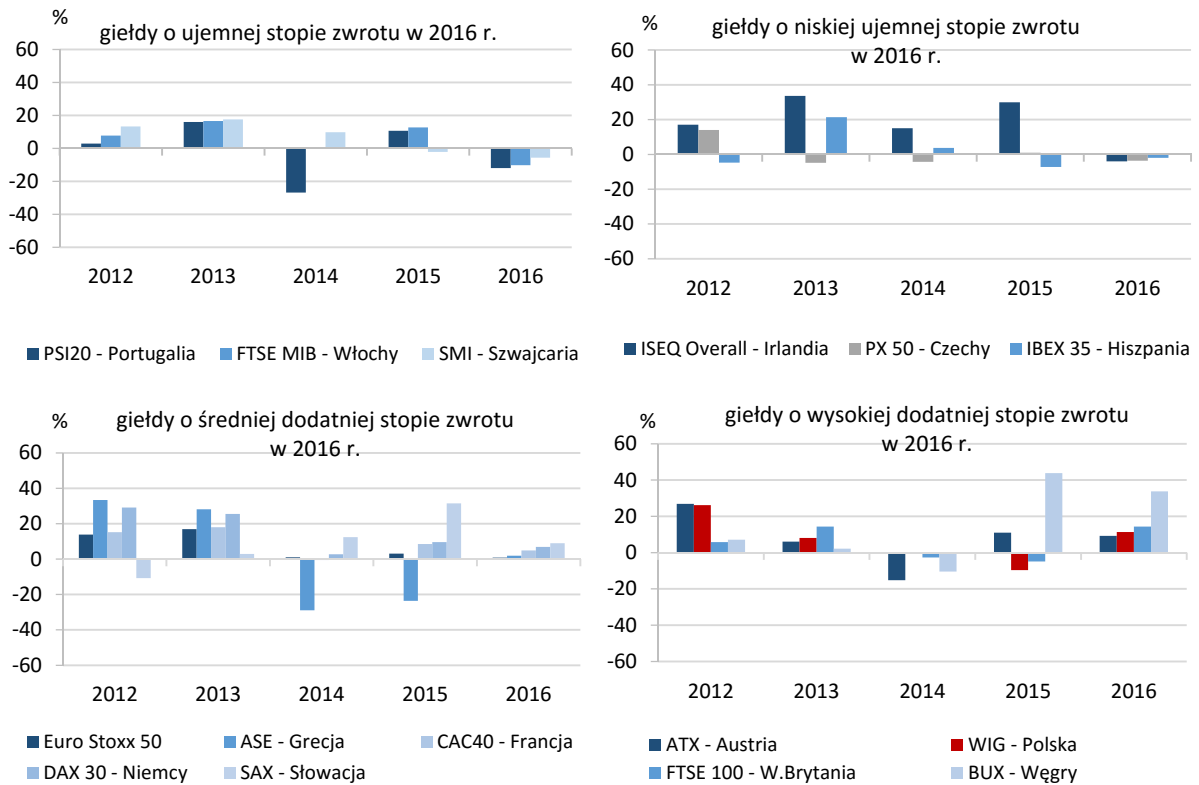 %
giełdy o ujemnej stopie zwrotu w 2016 r.
60
40
20
0
-20
-40
-60
2012 2013 2014 2015 2016
PSI20 - Portugalia FTSE MIB - Włochy SMI - Szwajcaria
%
giełdy o niskiej ujemnej stopie zwrotu
w 2016 r.
60
40
20
0
-20
-40
-60
2012 2013 2014 2015 2016
ISEQ Overall - Irlandia PX 50 - Czechy IBEX 35 - Hiszpania
%
giełdy o średniej dodatniej stopie zwrotu
w 2016 r.
60
40
20
0
-20
-40
-60
2012 2013 2014 2015 2016
Euro Stoxx 50 ASE - Grecja CAC40 - Francja
DAX 30 - Niemcy SAX - Słowacja
%
giełdy o wysokiej dodatniej stopie zwrotu
w 2016 r.
60
40
20
0
-20
-40
-60
2012 2013 2014 2015 2016
ATX - Austria WIG - Polska
FTSE 100 - W.Brytania BUX - Węgry